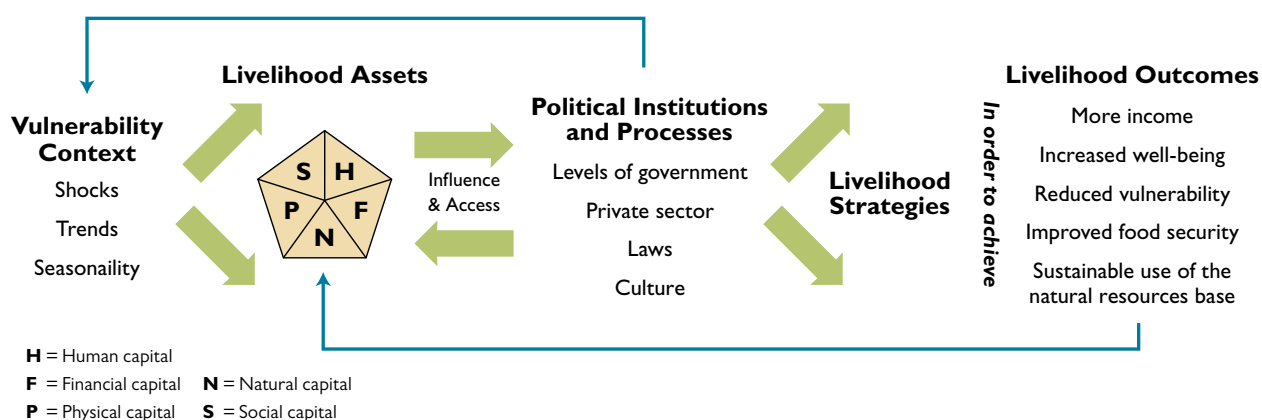 Livelihood Assets
Livelihood Outcomes
Vulnerability
Context
Shocks
Trends
Seasonaility
S
H
P
F
N
Influence
& Access
Political Institutions
and Processes
Levels of government
Private sector
Laws
Culture
Livelihood
Strategies
In order to achieve
More income
Increased well-being
Reduced vulnerability
Improved food security
Sustainable use of the
natural resources base
H = Human capital
F = Financial capital N = Natural capital
P = Physical capital S = Social capital